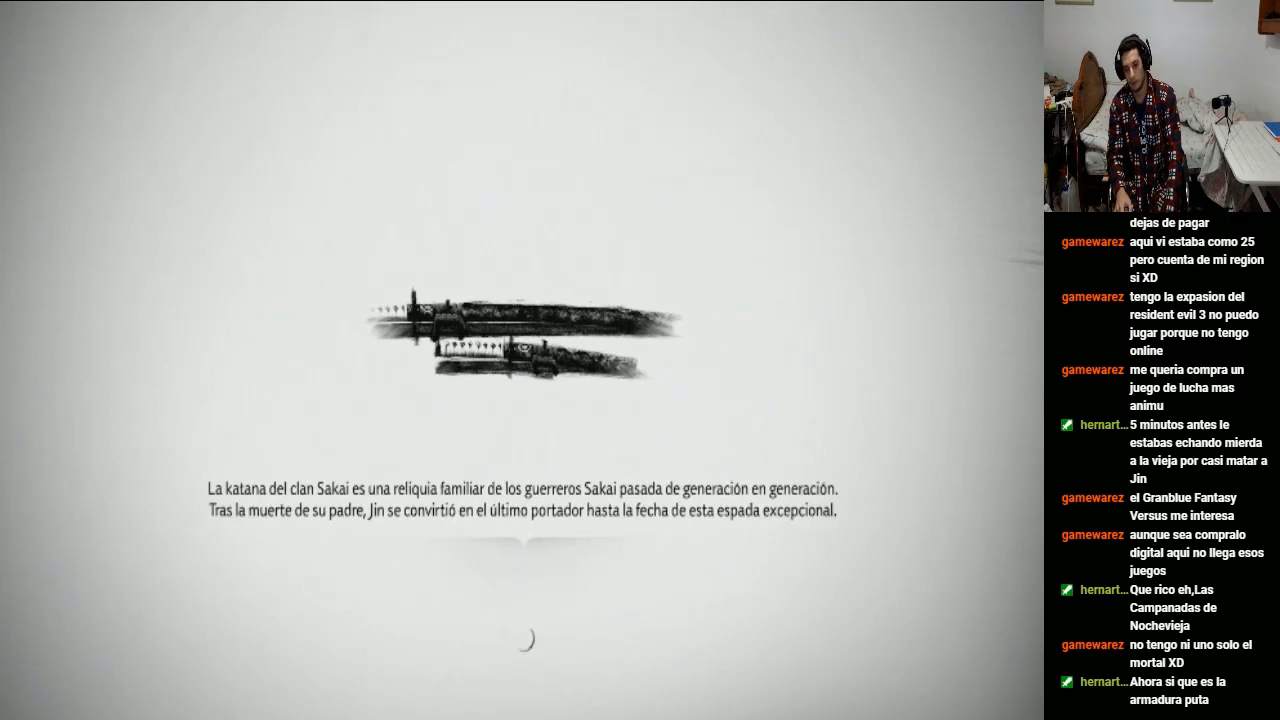 La katana del clan Sakai es una reliquia familiar de los guerreros Sakai pasada de generación en generación.
Tras la muerte de su padre, Jin se convirtió en el último portador hasta la fecha de esta espada excepcional.
dejas de pagar
gamewarez aqui vi estaba como 25
pero cuenta de mi region
si XD
gamewarez tengo la expasion del
resident evil 3 no puedo
jugar porque no tengo
online
gamewarez me queria compra un
juego de lucha mas
animu
hernart... 5 minutos antes le
estabas echando mierda
a la vieja por casi matar a
Jin
gamewarez el Granblue Fantasy
Versus me interesa
gamewarez aunque sea compralo
digital aqui no llega esos
juegos
hernart... Que rico eh,Las
Campanadas de
Nochevieja
gamewarez no tengo ni uno solo el
mortal XD
hernart... Ahora si que es la
armadura puta